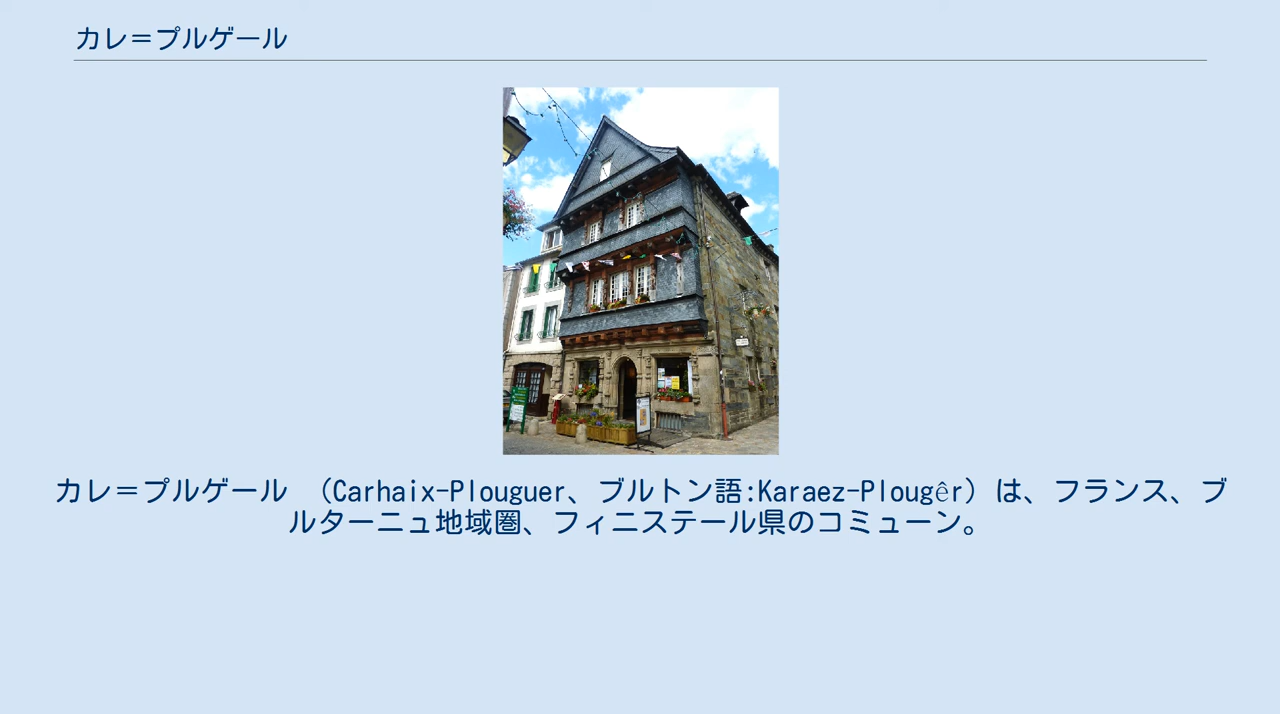 カレ＝プルゲール
カレ＝プルゲール　（Carhaix-Plouguer、ブルトン語:Karaez-Plougêr）は、フランス、ブ
ルターニュ地域圏、フィニステール県のコミューン。